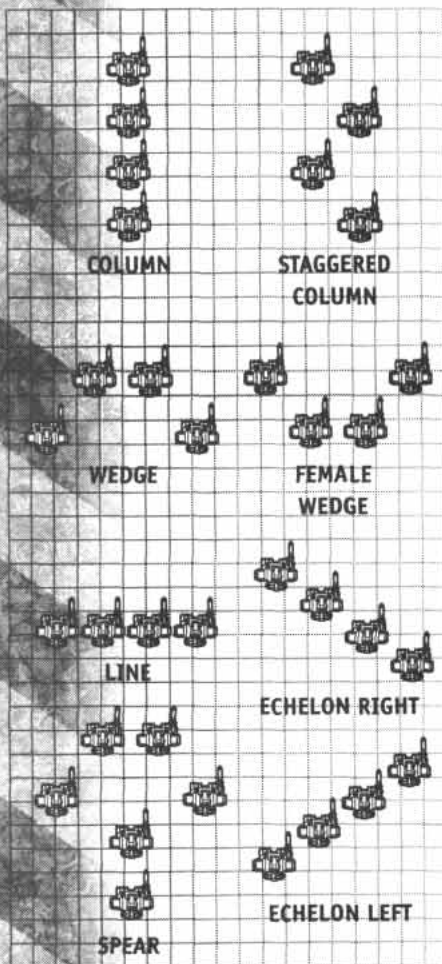 COLUMN
STAGGERED
COLUMN
WEDGE
FEMALE
WEDGE
LINE
ECHELON RIGHT
SPEAR
ECHELON LEFT